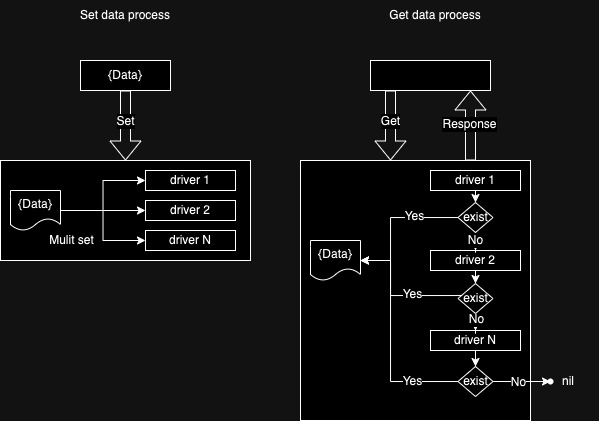 Set data process
{Data}
Set
{Data}
driver 1
driver 2
driver N
Mulit set
Get data process
Get
Response
driver 1
Yes
exist
No
driver 2
{Data}
Yes
exist
No
driver N
Yes
exist
No
nil